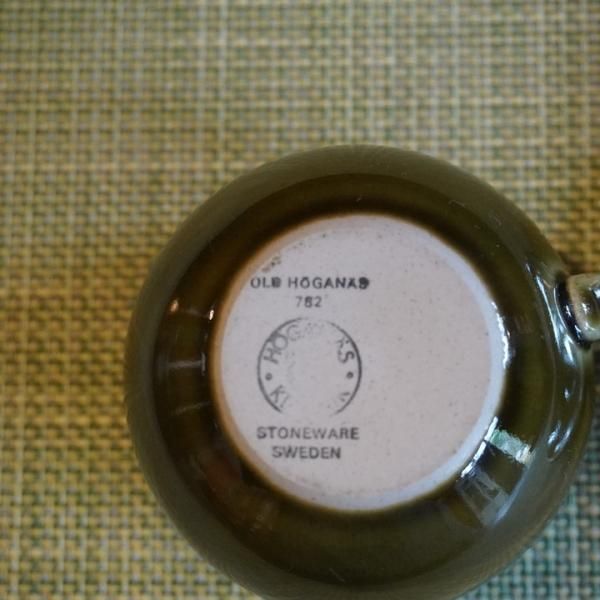 OLD HÖGANÄS
782
STONEWARE
SWEDEN